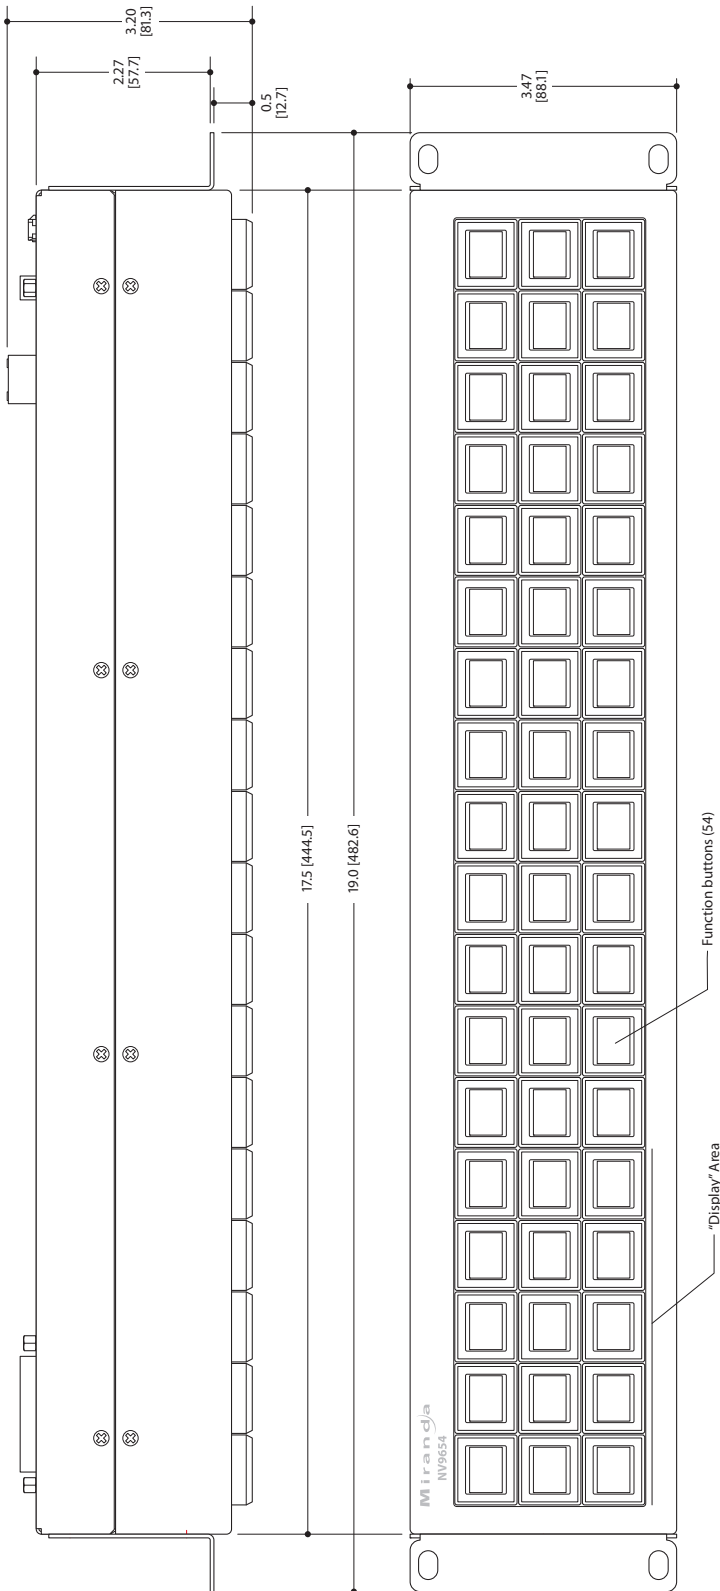 3.20
[81.3]
2.27
[57.7]
0.5
[12.7]
3.47
[88.1]
17.5 [444.5]
19.0 [482.6]
Function buttons (54)
"Display" Area
Miranda
NV9654